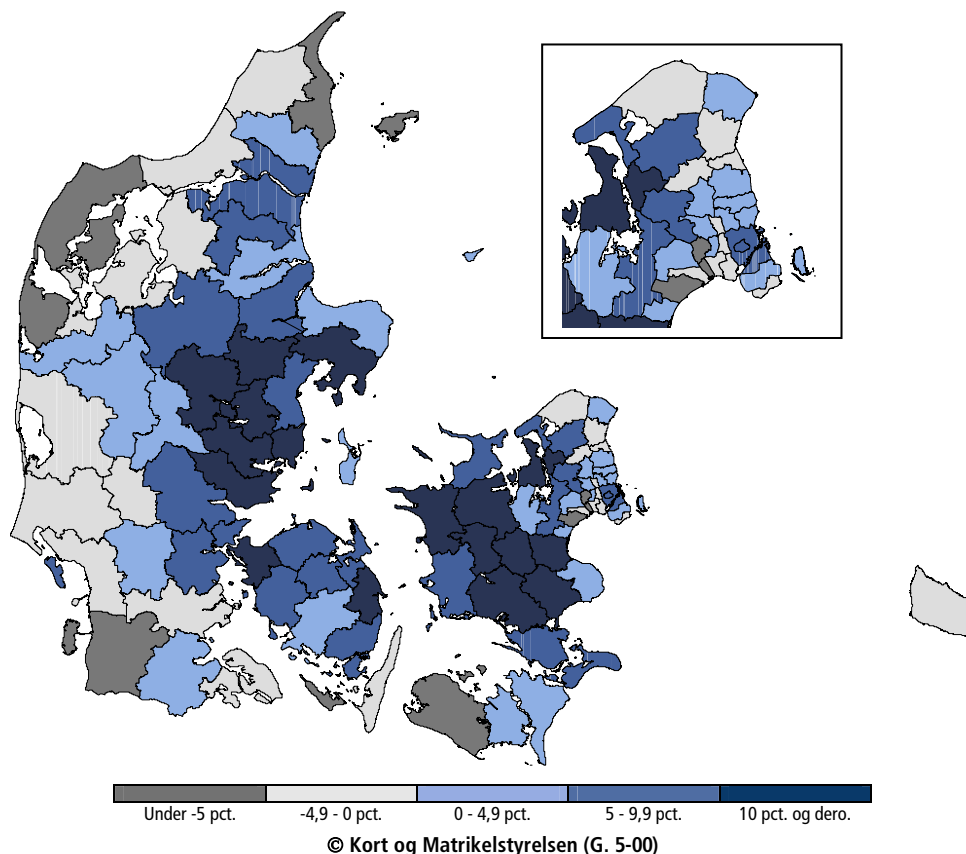 Under -5 pct. -4,9 - 0 pct. 0 - 4,9 pct. 5 - 9,9 pct. 10 pct. og dero.
© Kort og Matrikelstyrelsen (G. 5-00)